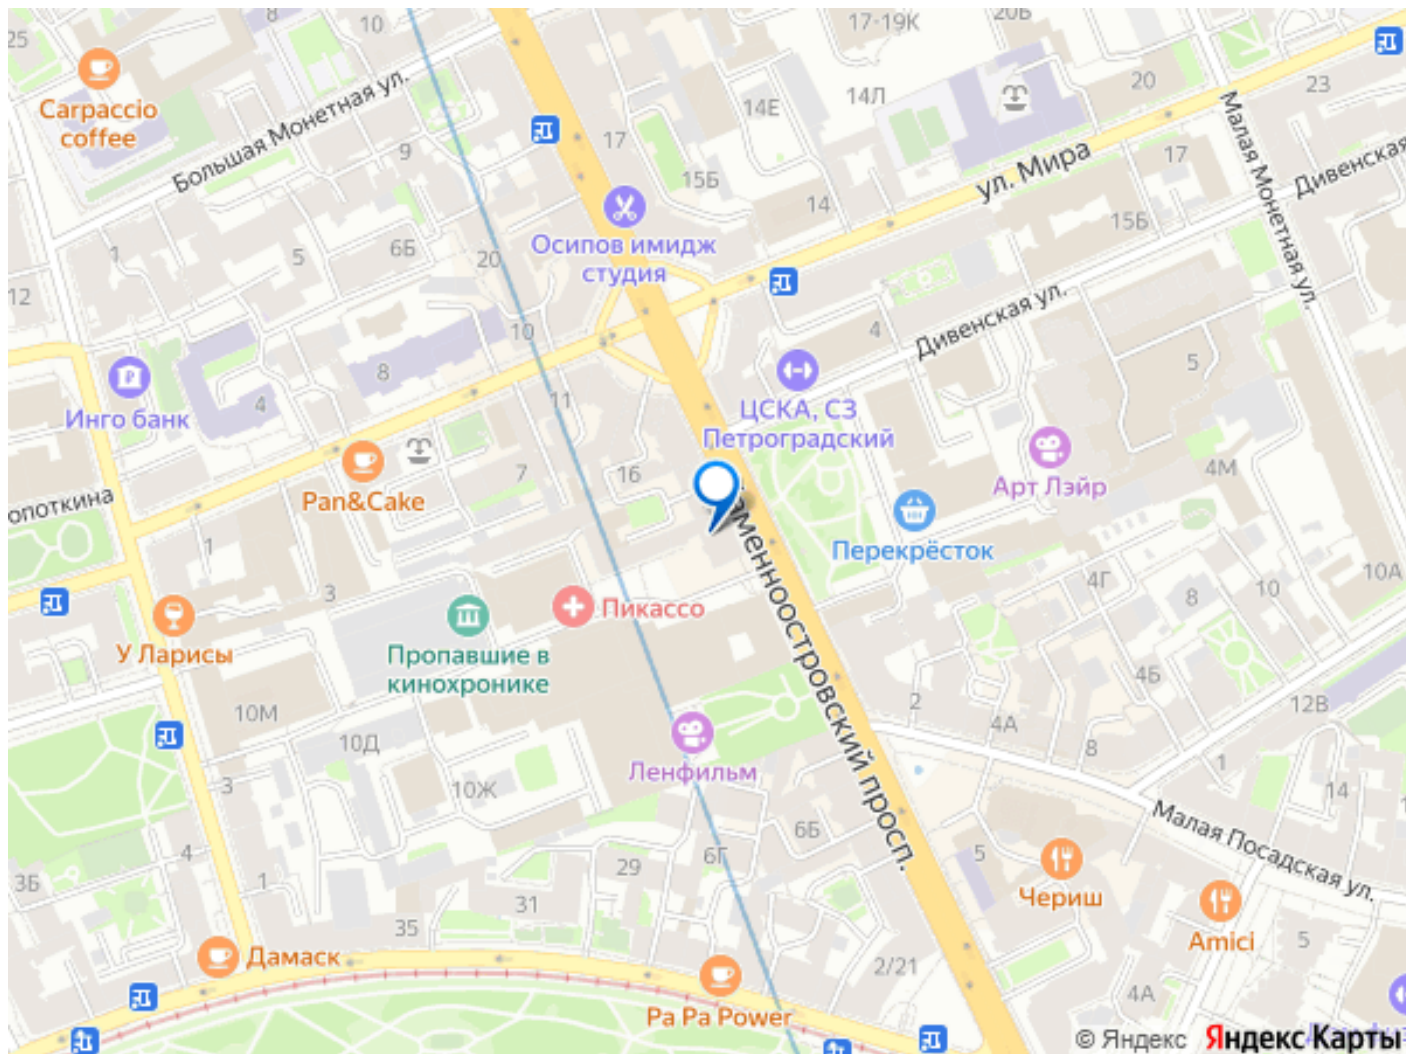 8
10
17-19К
20Б
25
Carpaccio
coffee
Большая Монетная ул.
9
17
14Е
14Л
20
23
Малая Монетная ул.
15Б
ул. Мира
17
Дивенская
14
15Б
Осипов имидж
студия
1
5
6Б
20
12
10
4
Дивенская ул.
5
8
4
11
Инго банк
ЦСКА, СЗ
Петроградский
Pan&Cake
7
16
Арт Лэйр
4М
Перекрёсток
1
3
4Г
8
10
10А
Пикассо
У Ларисы
Пропавшие в
кинохронике
Каменноостровский просп.
10М
10Д
2
4А
4Б
12В
8
1
Ленфильм
3
10Ж
14
Малая Посадская ул.
6Б
6Г
5
29
4
3Б
1
31
Чериш
35
Amici
5
Дамаск
2/21
4А
Pa Pa Power
© Яндекс
Яндекс Карты